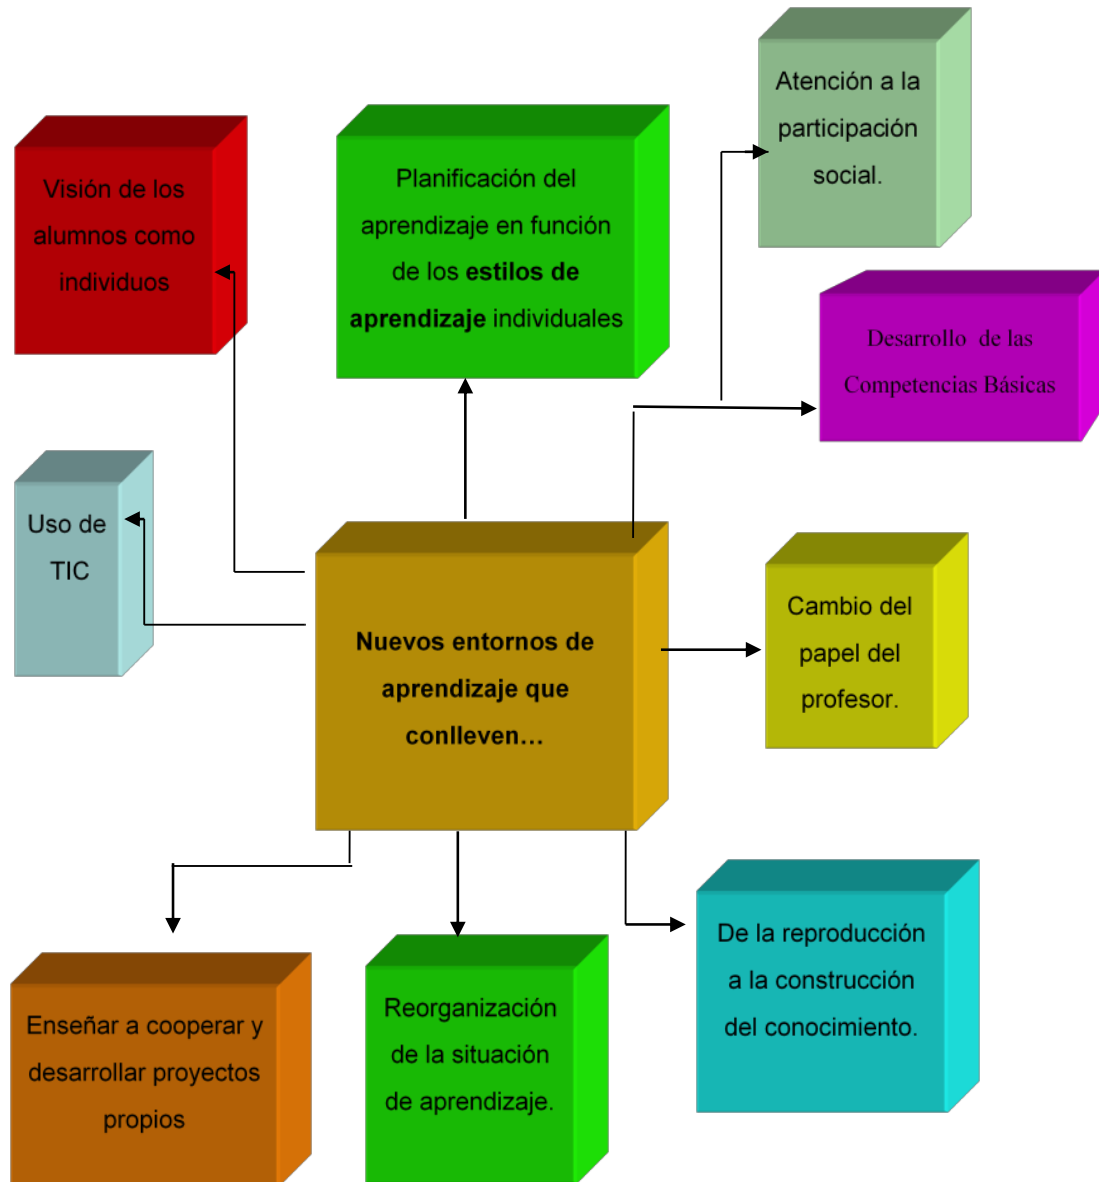 Atención a la
participación
social.
Visión de los
alumnos como
individuos
Planificación del
aprendizaje en función
de los estilos de
aprendizaje individuales
Desarrollo de las
Competencias Básicas
Uso de
TIC
Nuevos entornos de
aprendizaje que
conlleven…
Cambio del
papel del
profesor.
De la reproducción
a la construcción
del conocimiento.
Enseñar a cooperar y
desarrollar proyectos
propios
Reorganización
de la situación
de aprendizaje.